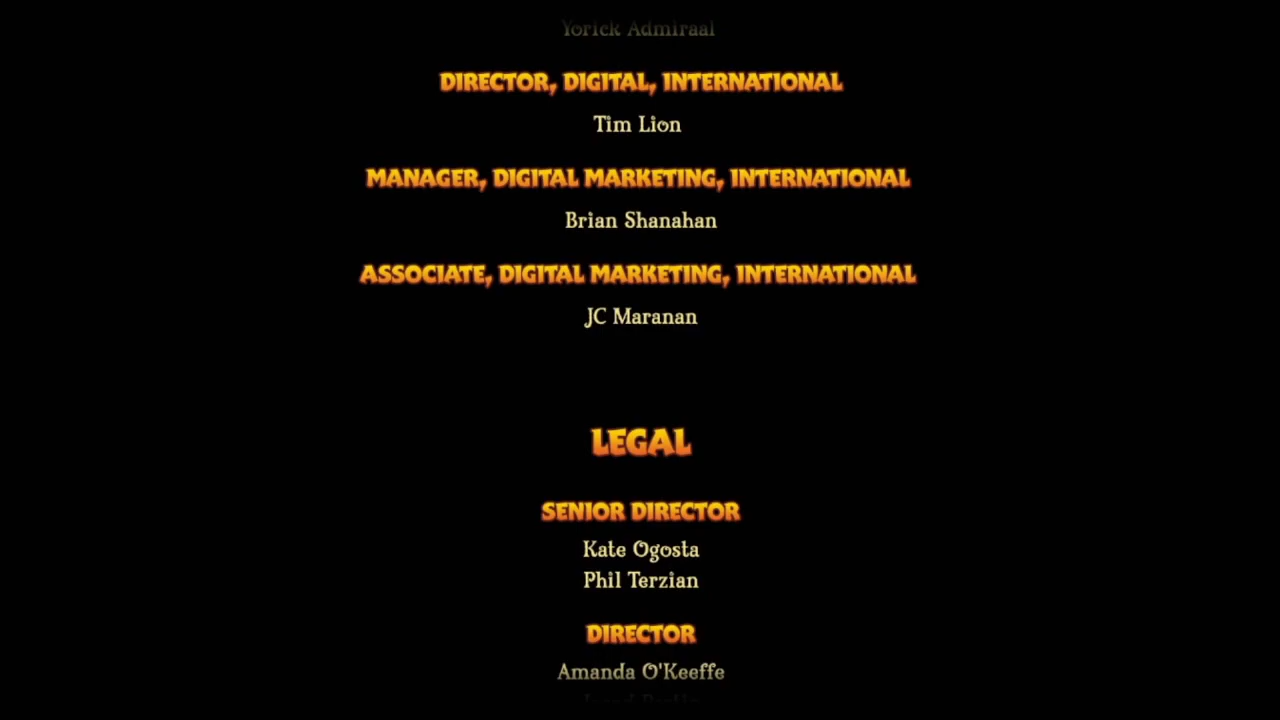 Yorick Admiraal
DIRECTOR, DIGITAL, INTERNATIONAL
Tim Lion
MANAGER, DIGITAL MARKETING, INTERNATIONAL
Brian Shanahan
ASSOCIATE, DIGITAL MARKETING, INTERNATIONAL
JC Maranan
LEGAL
SENIOR DIRECTOR
Kate Ogosta
Phil Terzian
DIRECTOR
Amanda O'Keeffe